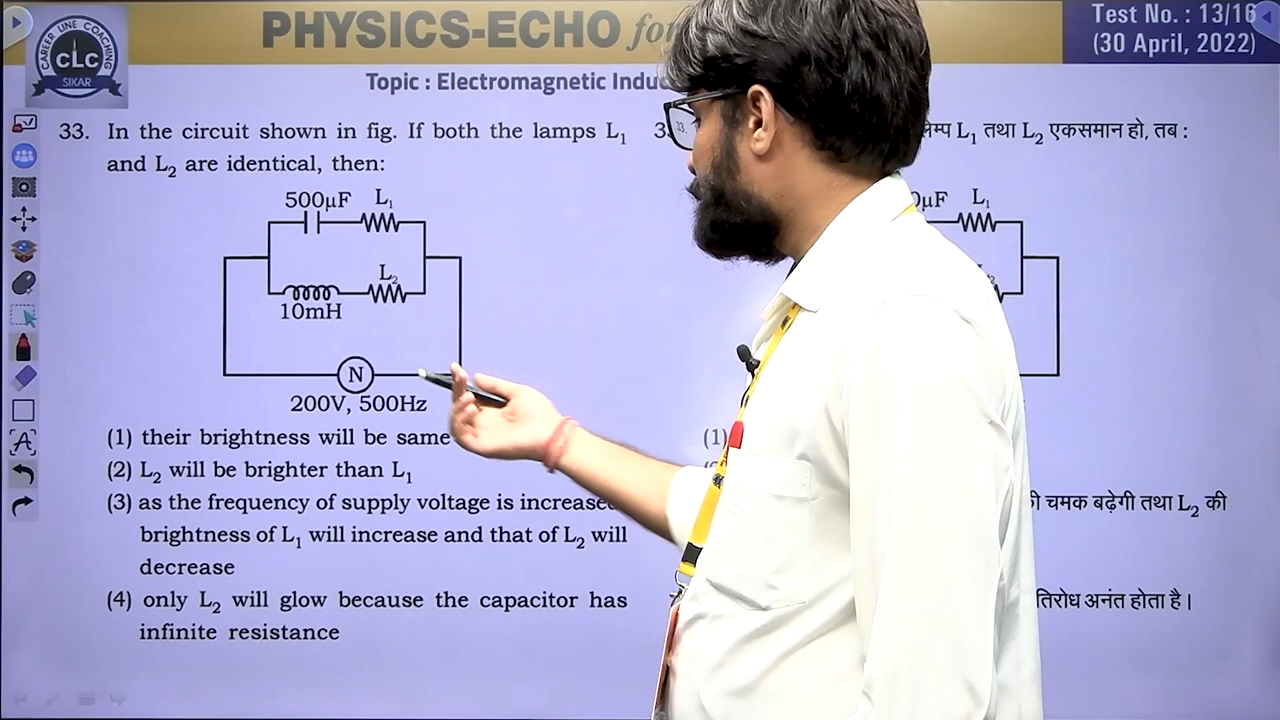 CAREER LINE COACHING
CLC
SIKAR
PHYSICS-ECHO for
Test No. : 13/16
(30 April, 2022)
Topic : Electromagnetic
33. In the circuit shown in fig. If both the lamps L₁
and L₂ are identical, then:
500μF L₁
L₂
10mH
N
200V, 500Hz
(1) their brightness will be same
(2) L₂ will be brighter than L₁
(3) as the frequency of supply voltage is increased
brightness of L₁ will increase and that of L₂ will
decrease
(4) only L₂ will glow because the capacitor has
infinite resistance
33.
L₁ तथा L₂ एकसमान हो, तब :
μF L₁
(1)
चमक बढ़ेगी तथा L₂ की
अनंत होता है।